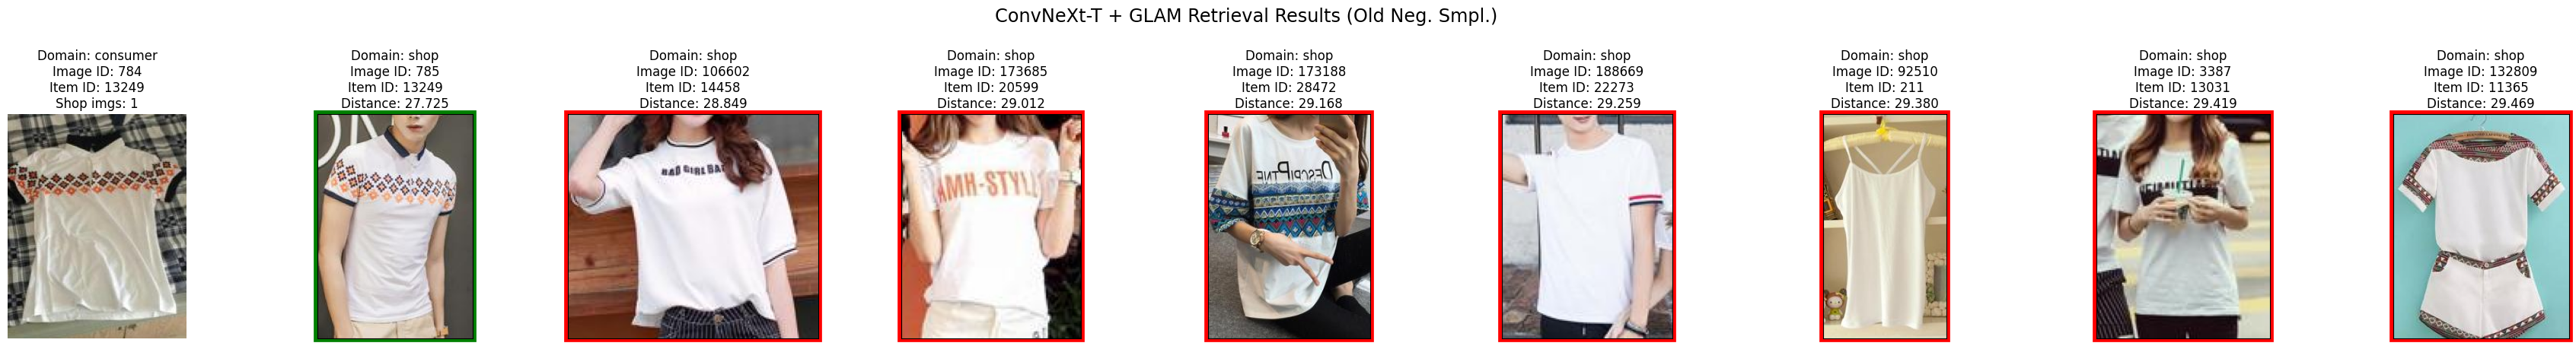 ConvNeXt-T + GLAM Retrieval Results (Old Neg. Smpl.)
Domain: consumer
Image ID: 784
Item ID: 13249
Shop imgs: 1
Domain: shop
Image ID: 785
Item ID: 13249
Distance: 27.725
Domain: shop
Image ID: 106602
Item ID: 14458
Distance: 28.849
BAD GIRL BAD
Domain: shop
Image ID: 173685
Item ID: 20599
Distance: 29.012
AMH-STYLE
Domain: shop
Image ID: 173188
Item ID: 28472
Distance: 29.168
Domain: shop
Image ID: 188669
Item ID: 22273
Distance: 29.259
Domain: shop
Image ID: 92510
Item ID: 211
Distance: 29.380
Domain: shop
Image ID: 3387
Item ID: 13031
Distance: 29.419
Domain: shop
Image ID: 132809
Item ID: 11365
Distance: 29.469